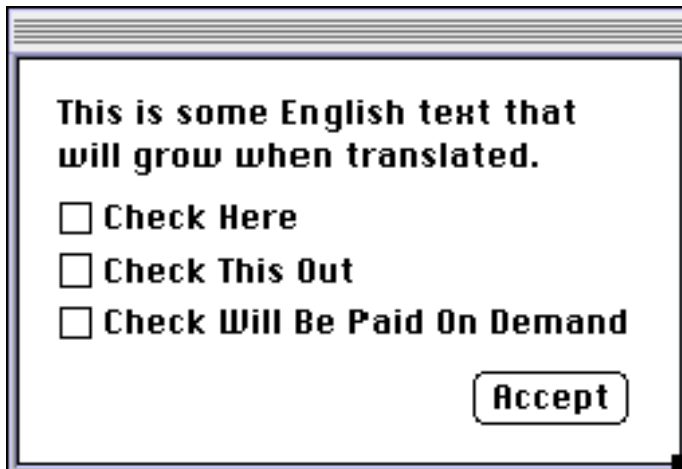 This is some English text that
will grow when translated.
Check Here
Check This Out
Check Will Be Paid On Demand
Accept